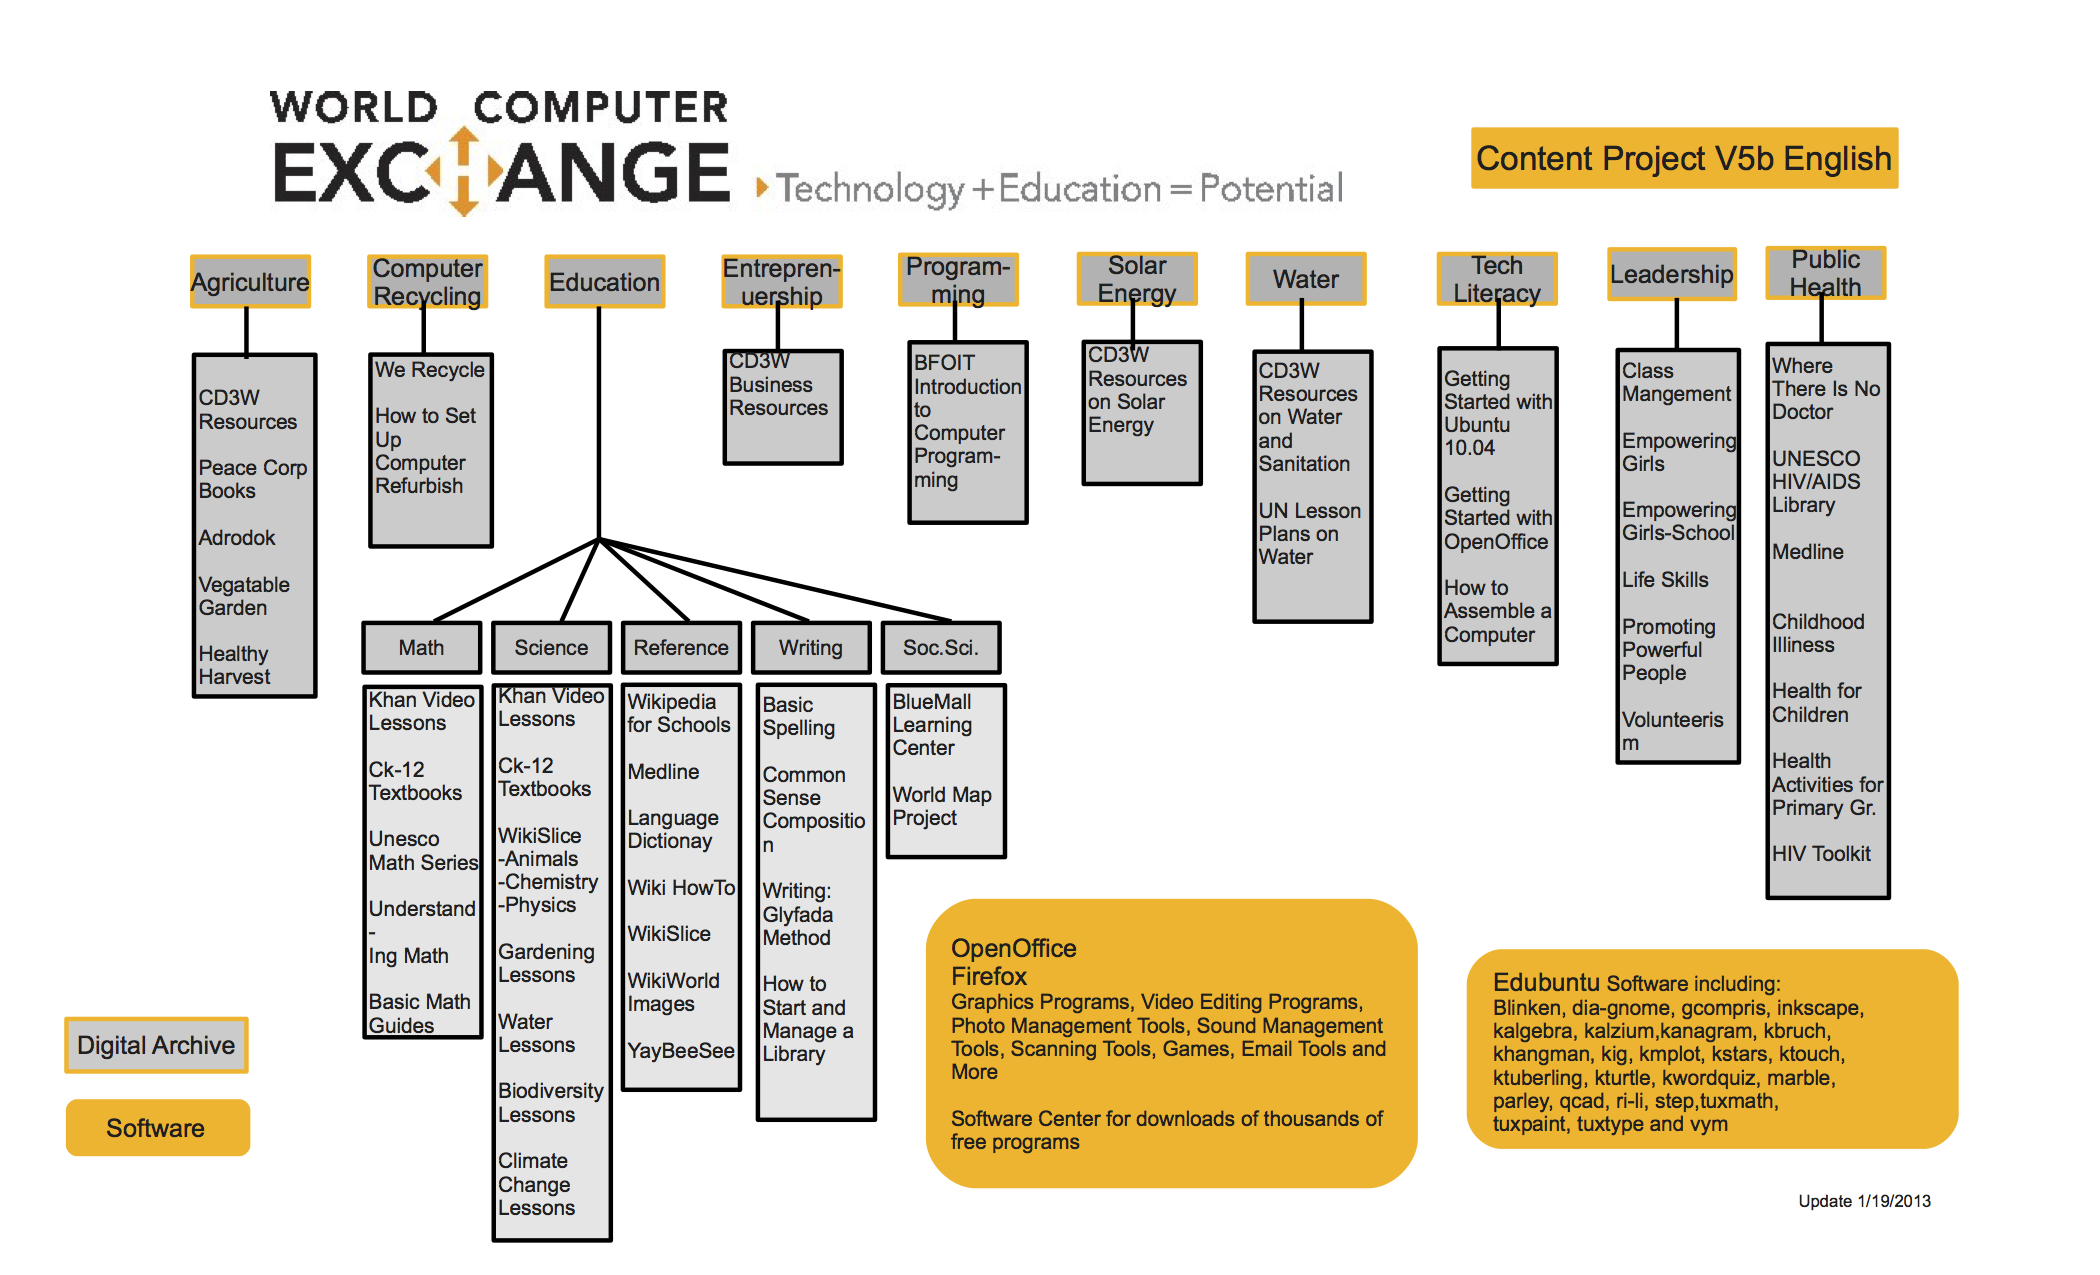 WORLD COMPUTER
EXCHANGE
Technology + Education = Potential
Content Project V5b English
Agriculture
Computer
Recycling
Education
Entrepren-
uership
Program-
ming
Solar
Energy
Water
Tech
Literacy
Leadership
Public
Health
CD3W
Resources
Peace Corp
Books
Adrodok
Vegatable
Garden
Healthy
Harvest
We Recycle
How to Set
Up
Computer
Refurbish
CD3W
Business
Resources
BFOIT
Introduction
to
Computer
Program-
ming
CD3W
Resources
on Solar
Energy
CD3W
Resources
on Water
and
Sanitation
UN Lesson
Plans on
Water
Getting
Started with
Ubuntu
10.04
Getting
Started with
OpenOffice
How to
Assemble a
Computer
Class
Mangement
Empowering
Girls
Empowering
Girls-School
Life Skills
Promoting
Powerful
People
Volunteeris
m
Where
There Is No
Doctor
UNESCO
HIV/AIDS
Library
Medline
Childhood
Illiness
Health for
Children
Health
Activities for
Primary Gr.
HIV Toolkit
Math
Science
Reference
Writing
Soc.Sci.
Khan Video
Lessons
Ck-12
Textbooks
Unesco
Math Series
Understand
-
Ing Math
Basic Math
Guides
Khan Video
Lessons
Ck-12
Textbooks
WikiSlice
-Animals
-Chemistry
-Physics
Gardening
Lessons
Water
Lessons
Biodiversity
Lessons
Climate
Change
Lessons
Wikipedia
for Schools
Medline
Language
Dictionay
Wiki HowTo
WikiSlice
WikiWorld
Images
YayBeeSee
Basic
Spelling
Common
Sense
Compositio
n
Writing:
Glyfada
Method
How to
Start and
Manage a
Library
BlueMall
Learning
Center
World Map
Project
Digital Archive
Software
OpenOffice
Firefox
Graphics Programs, Video Editing Programs,
Photo Management Tools, Sound Management
Tools, Scanning Tools, Games, Email Tools and
More
Software Center for downloads of thousands of
free programs
Edubuntu Software including:
Blinken, dia-gnome, gcompris, inkscape,
kalgebra, kalzium,kanagram, kbruch,
khangman, kig, kmplot, kstars, ktouch,
ktuberling, kturtle, kwordquiz, marble,
parley, qcad, ri-li, step,tuxmath,
tuxpaint, tuxtype and vym
Update 1/19/2013